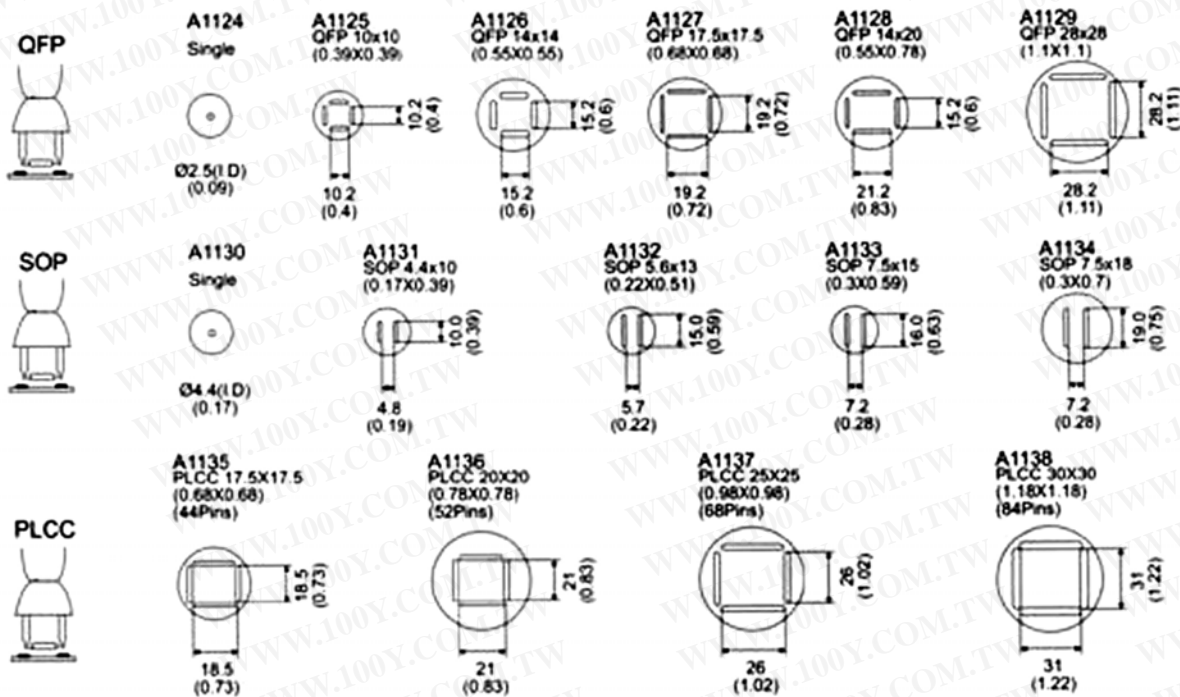 QFP
A1124
Single
Ø2.5(I.D)
(0.09)
A1125
QFP 10x10
(0.39X0.39)
10.2
(0.4)
10.2
(0.4)
A1126
QFP 14x14
(0.55X0.55)
15.2
(0.6)
15.2
(0.6)
A1127
QFP 17.5x17.5
(0.68X0.68)
19.2
(0.72)
19.2
(0.72)
A1128
QFP 14x20
(0.55X0.78)
15.2
(0.6)
21.2
(0.83)
A1129
QFP 28x28
(1.1X1.1)
28.2
(1.11)
28.2
(1.11)
SOP
A1130
Single
Ø4.4(I.D)
(0.17)
A1131
SOP 4.4x10
(0.17X0.39)
10.0
(0.39)
4.8
(0.19)
A1132
SOP 5.6x13
(0.22X0.51)
15.0
(0.59)
5.7
(0.22)
A1133
SOP 7.5x15
(0.3X0.59)
16.0
(0.63)
7.2
(0.28)
A1134
SOP 7.5x18
(0.3X0.7)
19.0
(0.75)
7.2
(0.28)
PLCC
A1135
PLCC 17.5X17.5
(0.68X0.68)
(44Pins)
18.5
(0.73)
18.5
(0.73)
A1136
PLCC 20X20
(0.78X0.78)
(52Pins)
21
(0.83)
21
(0.83)
A1137
PLCC 25X25
(0.98X0.98)
(68Pins)
26
(1.02)
26
(1.02)
A1138
PLCC 30X30
(1.18X1.18)
(84Pins)
31
(1.22)
31
(1.22)
WWW.100Y.COM.TW